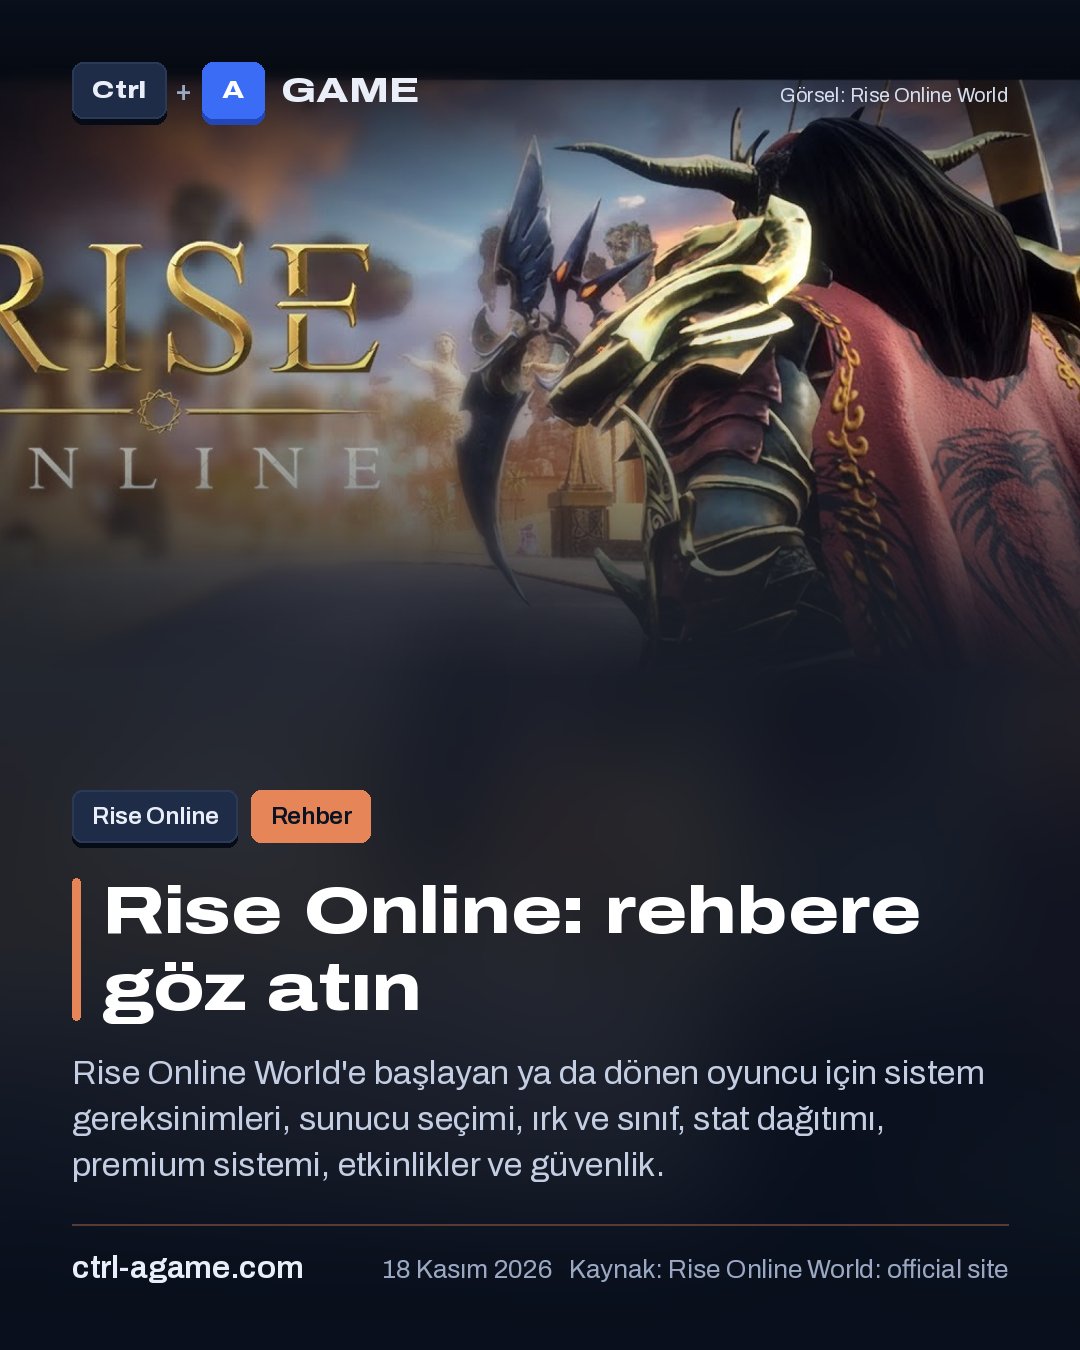 Ctrl + A GAME
Görsel: Rise Online World
RISE
NLINE
Rise Online
Rehber
Rise Online: rehbere
göz atın
Rise Online World'e başlayan ya da dönen oyuncu için sistem
gereksinimleri, sunucu seçimi, ırk ve sınıf, stat dağıtımı,
premium sistemi, etkinlikler ve güvenlik.
ctrl-agame.com
18 Kasım 2026 Kaynak: Rise Online World: official site